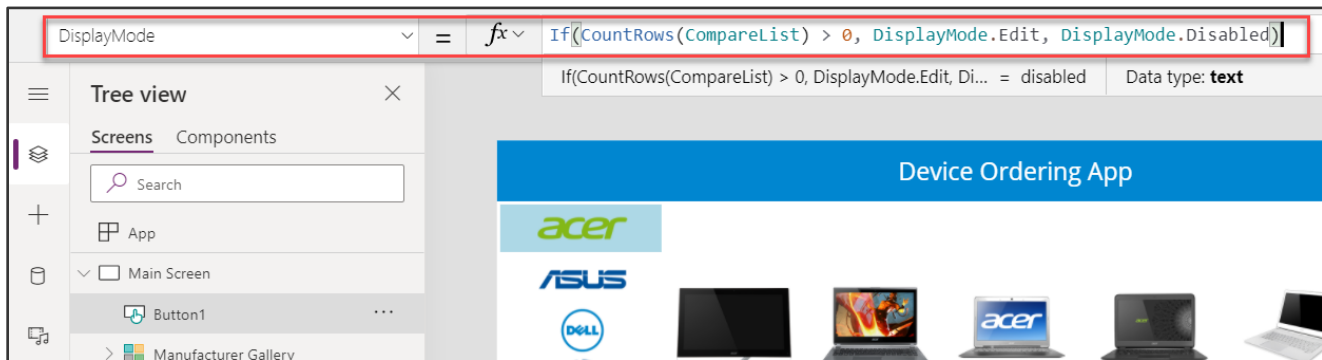 DisplayMode = fx If(CountRows(CompareList) > 0, DisplayMode.Edit, DisplayMode.Disabled)
If(CountRows(CompareList) > 0, DisplayMode.Edit, Di... = disabled Data type: text
Tree view
Screens Components
Search
App
Main Screen
Button1
Manufacturer Gallery
Device Ordering App
acer
ASUS
DELL
acer